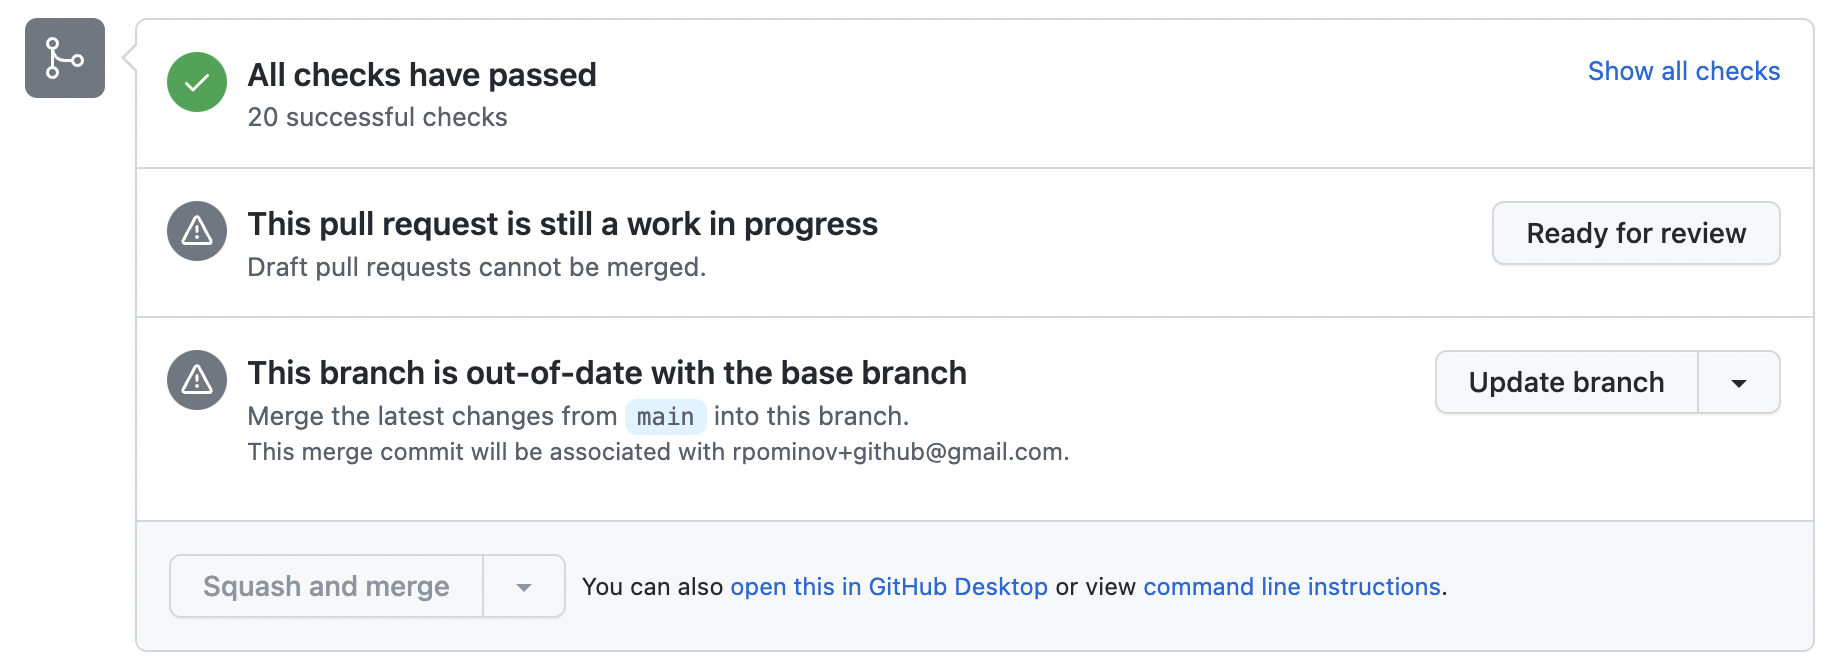 All checks have passed
Show all checks
20 successful checks
This pull request is still a work in progress
Ready for review
Draft pull requests cannot be merged.
This branch is out-of-date with the base branch
Update branch
Merge the latest changes from main into this branch.
This merge commit will be associated with rpominov+github@gmail.com.
Squash and merge
You can also open this in GitHub Desktop or view command line instructions.